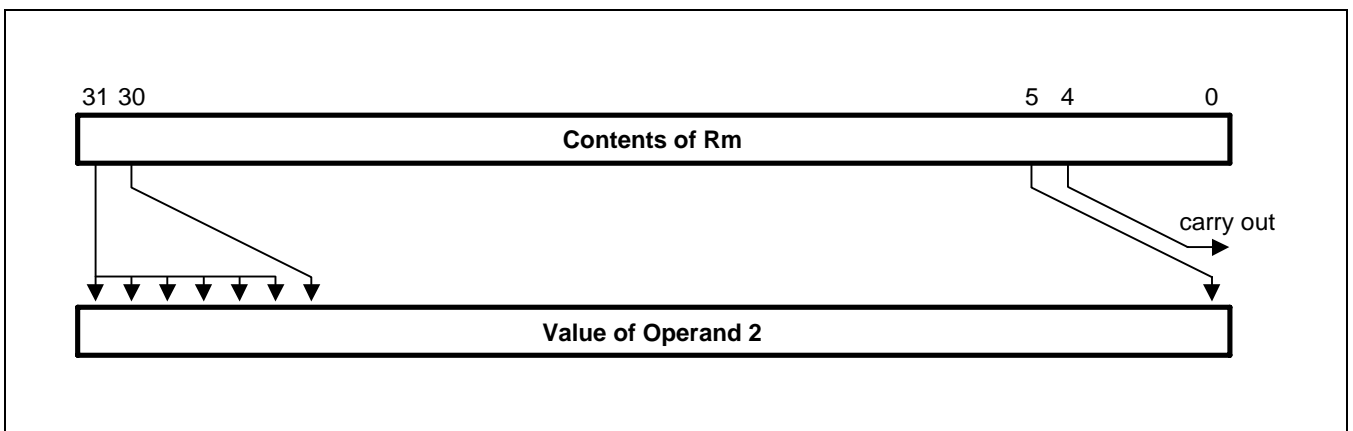 31 30 5 4 0
Contents of Rm
carry out
Value of Operand 2